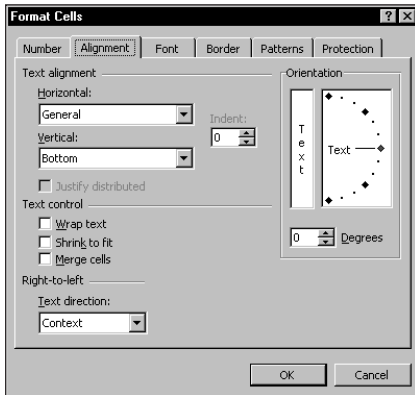 Format Cells
Number Alignment Font Border Patterns Protection
Text alignment
Horizontal:
General
Vertical:
Bottom
Indent:
0
Justify distributed
Text control
Wrap text
Shrink to fit
Merge cells
Right-to-left
Text direction:
Context
Orientation
Text
Text
0 Degrees
OK Cancel